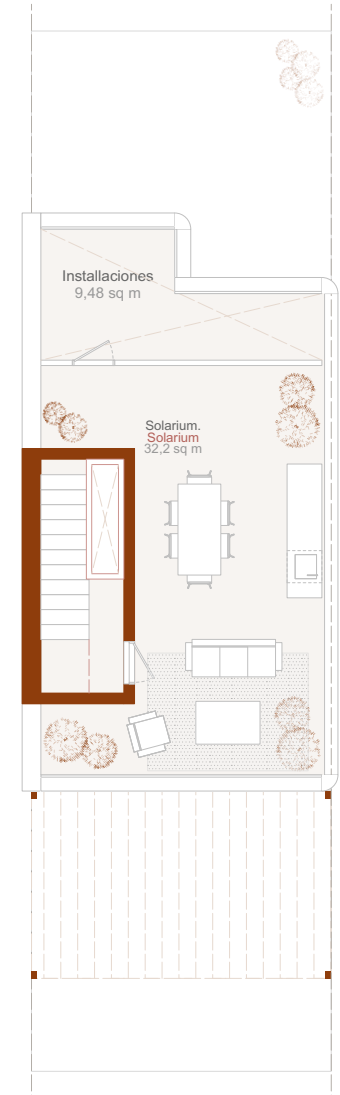 Installaciones
9,48 sq m
Solarium.
Solarium
32,2 sq m